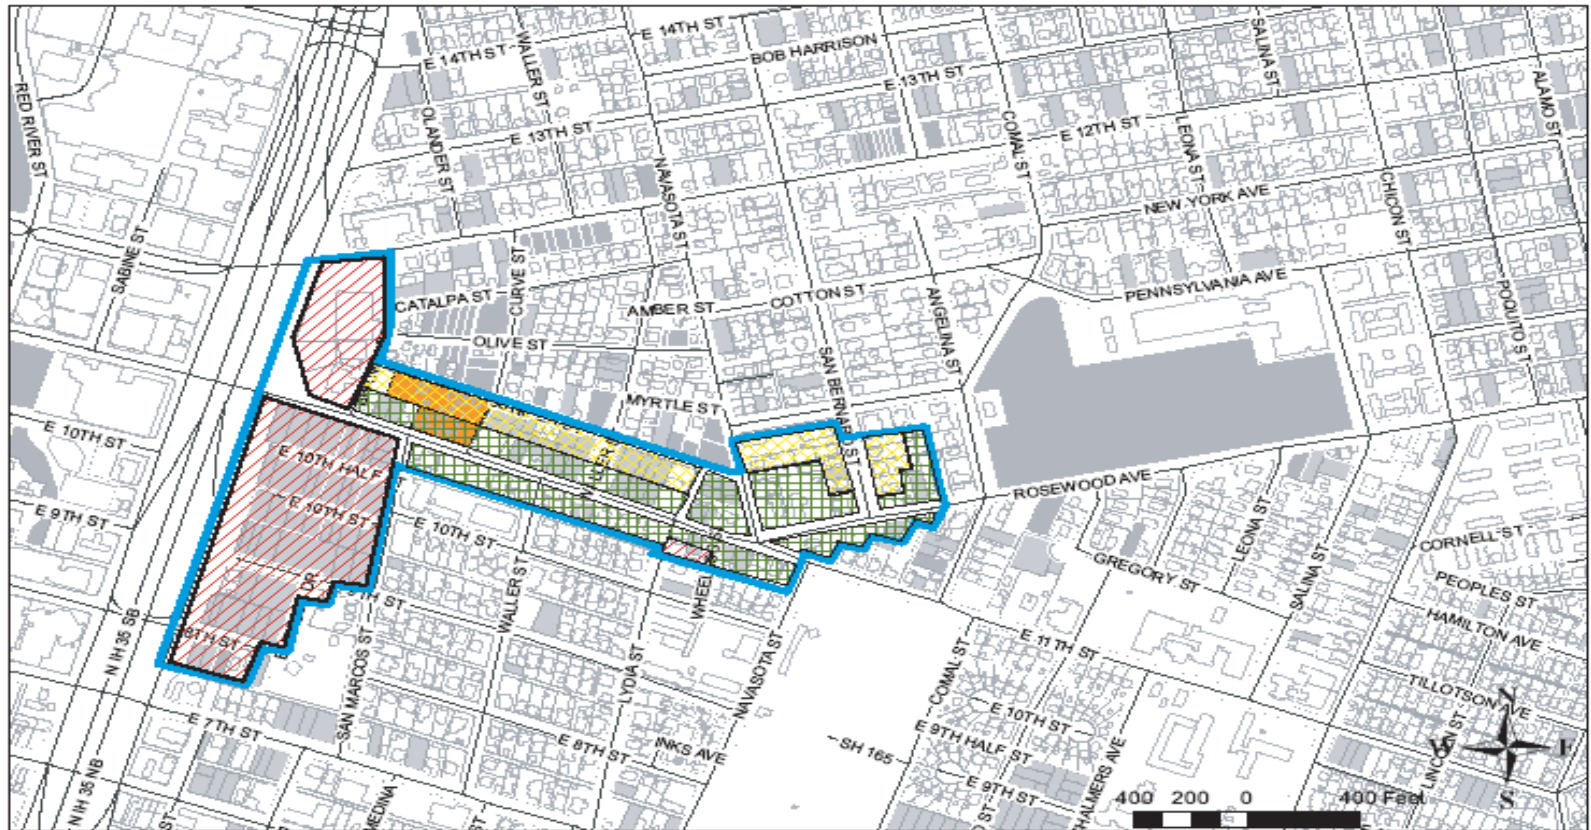 E 14TH ST
WALLER ST
E 14TH ST
BOB HARRISON
SALINA ST
E 13TH ST
ALAMO ST
RED RIVER ST
OLANDER ST
E 13TH ST
COMAL ST
E 12TH ST
LEONA ST
NAVASOTA ST
CHICON ST
NEW YORK AVE
SABINE ST
CURVE ST
CATALPA ST
AMBER ST
COTTON ST
ANGELINA ST
PENNSYLVANIA AVE
POQUITO ST
OLIVE ST
SAN BERNARD ST
MYRTLE ST
E 10TH ST
E 10TH HALF
E 10TH ST
E 9TH ST
E 10TH ST
ROSEWOOD AVE
LEONA ST
CORNELL ST
GREGORY ST
SALINA ST
PEOPLES ST
HAMILTON AVE
WALLER ST
8TH ST
N IH 35 SB
SAN MARCOS ST
LYDIA ST
NAVASOTA ST
COMAL ST
E 11TH ST
TILLOTSON AVE
E 7TH ST
E 8TH ST
INKS AVE
SH 165
E 9TH HALF ST
E 10TH ST
LINCOLN ST
N
W
E
S
N IH 35 NB
MEDINA
E 9TH ST
THALMERS AVE
400 200 0 400 Feet